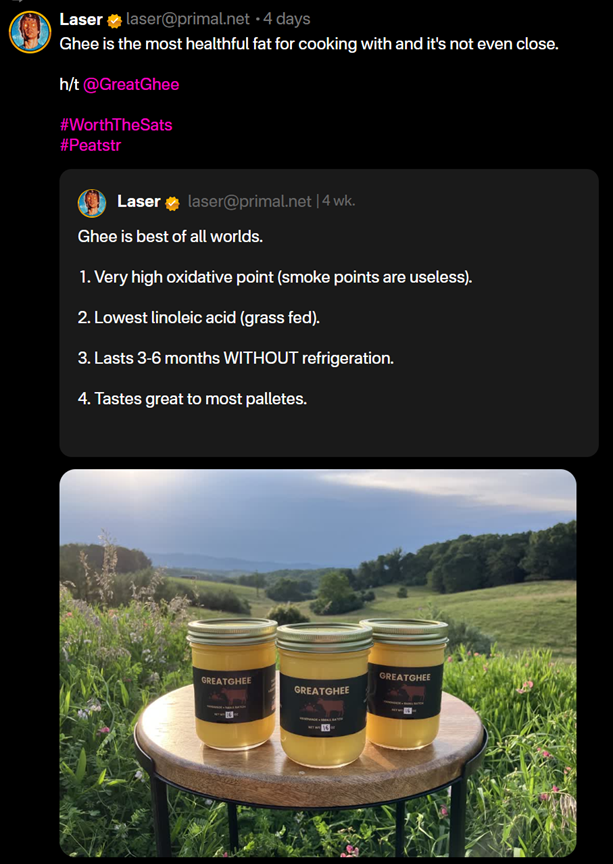 Laser laser@primal.net • 4 days
Ghee is the most healthful fat for cooking with and it's not even close.
h/t @GreatGhee
#WorthTheSats
#Peatstr
Laser laser@primal.net | 4 wk.
Ghee is best of all worlds.
1. Very high oxidative point (smoke points are useless).
2. Lowest linoleic acid (grass fed).
3. Lasts 3-6 months WITHOUT refrigeration.
4. Tastes great to most palletes.
GREATGHEE
GREATGHEE
GREATGHEE